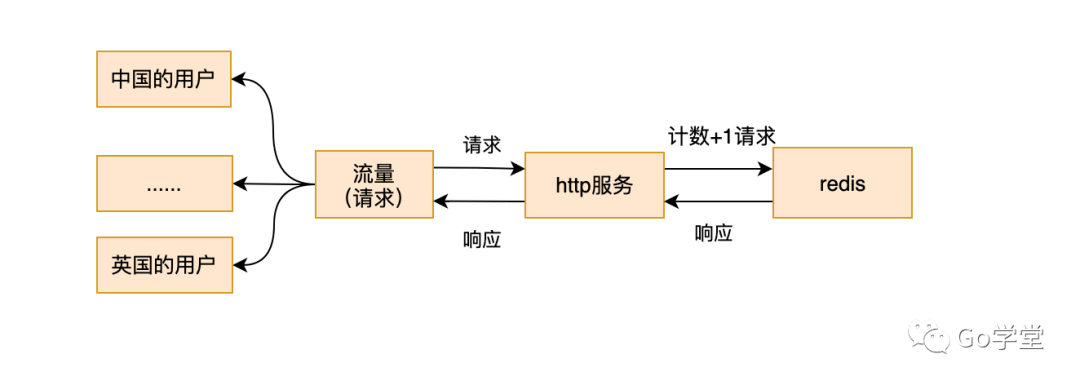 中国的用户
......
英国的用户
流量
（请求）
请求
响应
http服务
计数+1请求
响应
redis
Go学堂